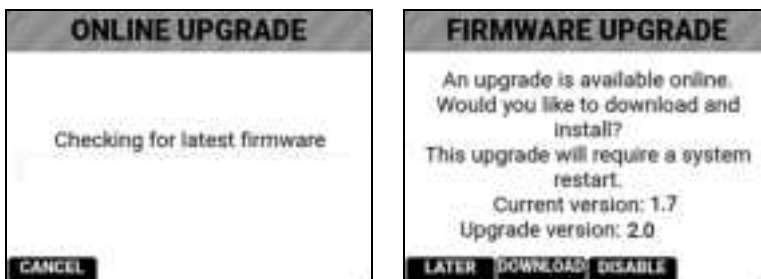 ONLINE UPGRADE
Checking for latest firmware
CANCEL
FIRMWARE UPGRADE
An upgrade is available online.
Would you like to download and
install?
This upgrade will require a system
restart.
Current version: 1.7
Upgrade version: 2.0
LATER DOWNLOAD DISABLE